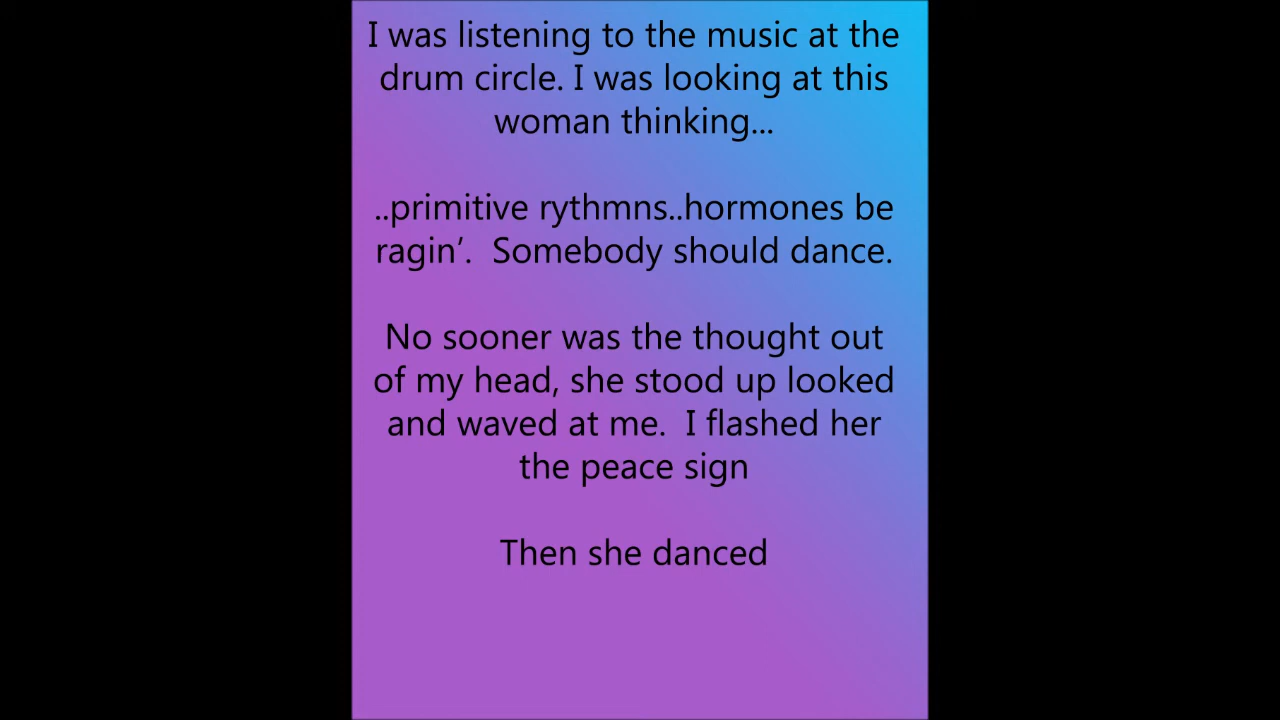 I was listening to the music at the
drum circle. I was looking at this
woman thinking...
..primitive rythmns..hormones be
ragin’.  Somebody should dance.
No sooner was the thought out
of my head, she stood up looked
and waved at me.  I flashed her
the peace sign
Then she danced